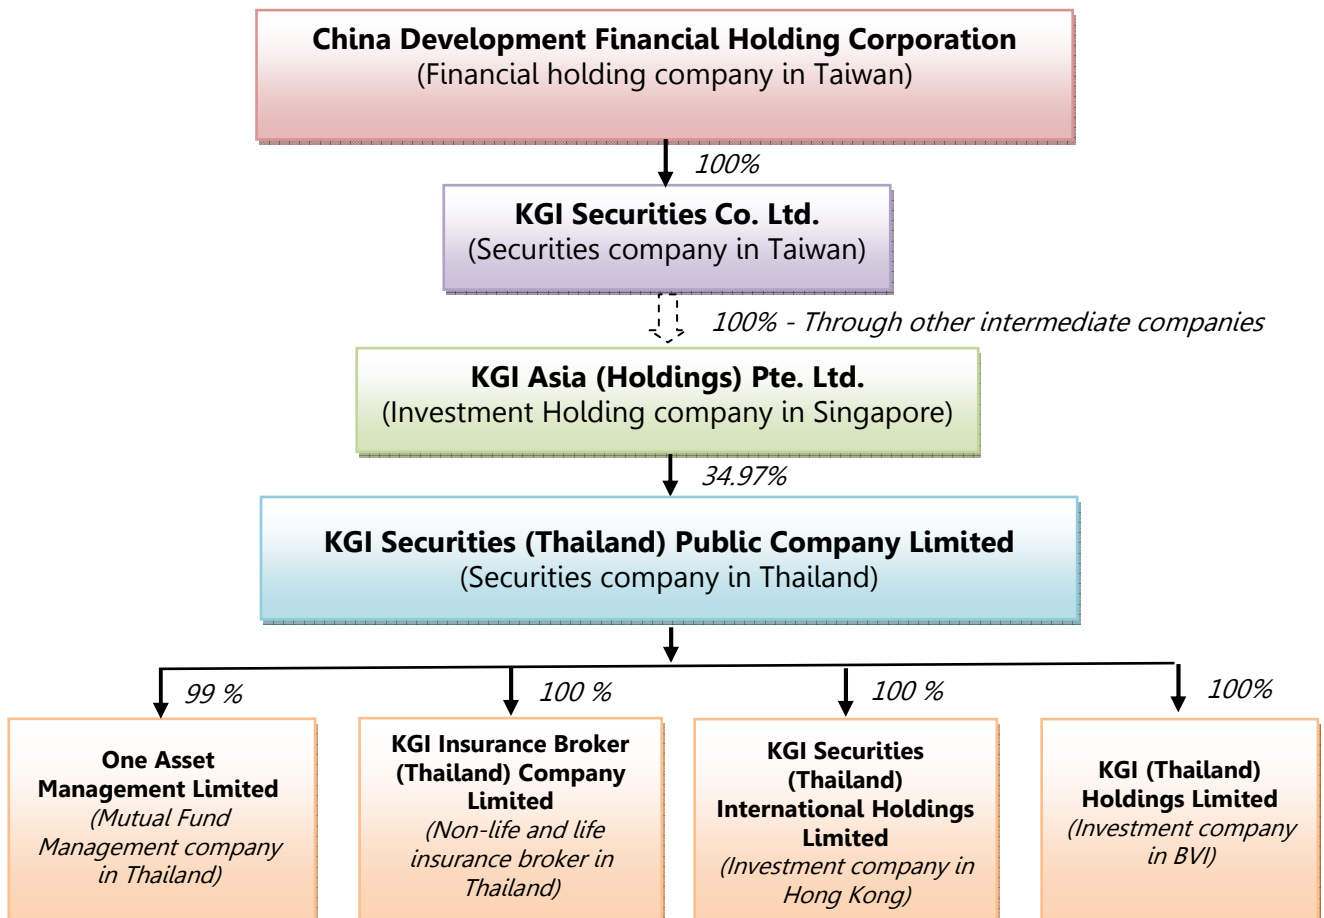 China Development Financial Holding Corporation
(Financial holding company in Taiwan)
100%
KGI Securities Co. Ltd.
(Securities company in Taiwan)
100% - Through other intermediate companies
KGI Asia (Holdings) Pte. Ltd.
(Investment Holding company in Singapore)
34.97%
KGI Securities (Thailand) Public Company Limited
(Securities company in Thailand)
99 %
One Asset
Management Limited
(Mutual Fund
Management company
in Thailand)
100 %
KGI Insurance Broker
(Thailand) Company
Limited
(Non-life and life
insurance broker in
Thailand)
100 %
KGI Securities
(Thailand)
International Holdings
Limited
(Investment company in
Hong Kong)
100%
KGI (Thailand)
Holdings Limited
(Investment company
in BVI)